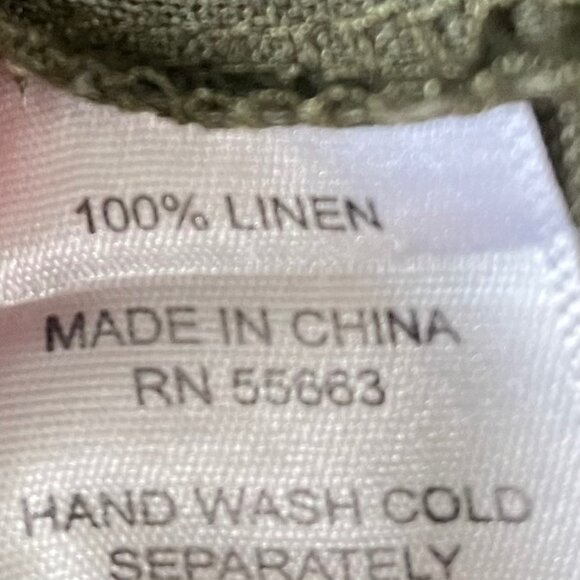 100% LINEN
MADE IN CHINA
RN 55663
HAND WASH COLD
SEPARATELY